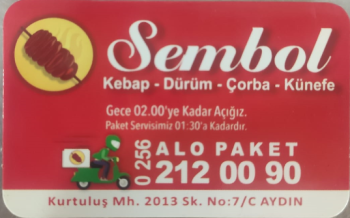 Sembol
Kebap - Dürüm - Çorba - Künefe
Gece 02.00'ye Kadar Açığız.
Paket Servisimiz 01:30'a Kadardır.
ALO PAKET
0 256 212 00 90
Kurtuluş Mh. 2013 Sk. No:7/C AYDIN